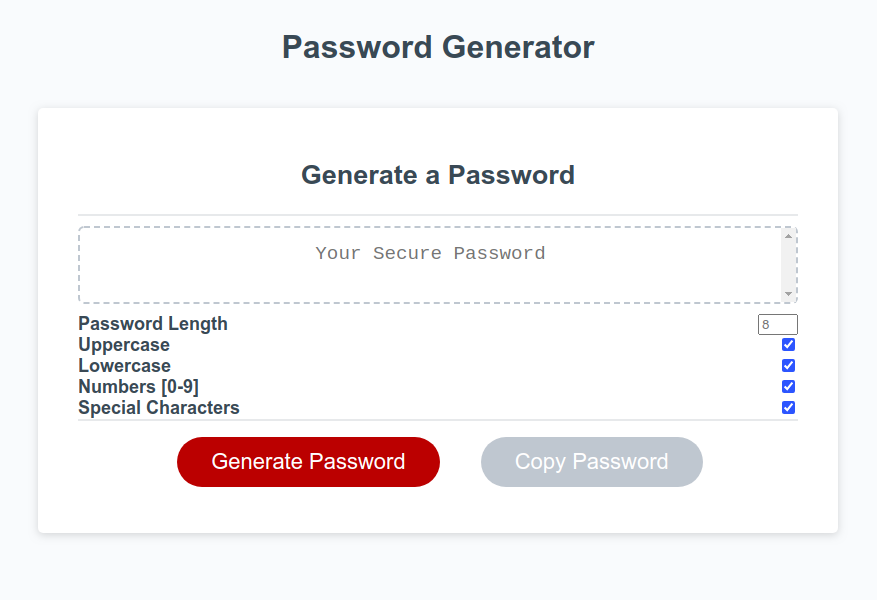 Password Generator
Generate a Password
Your Secure Password
Password Length 8
Uppercase
Lowercase
Numbers [0-9]
Special Characters
Generate Password Copy Password